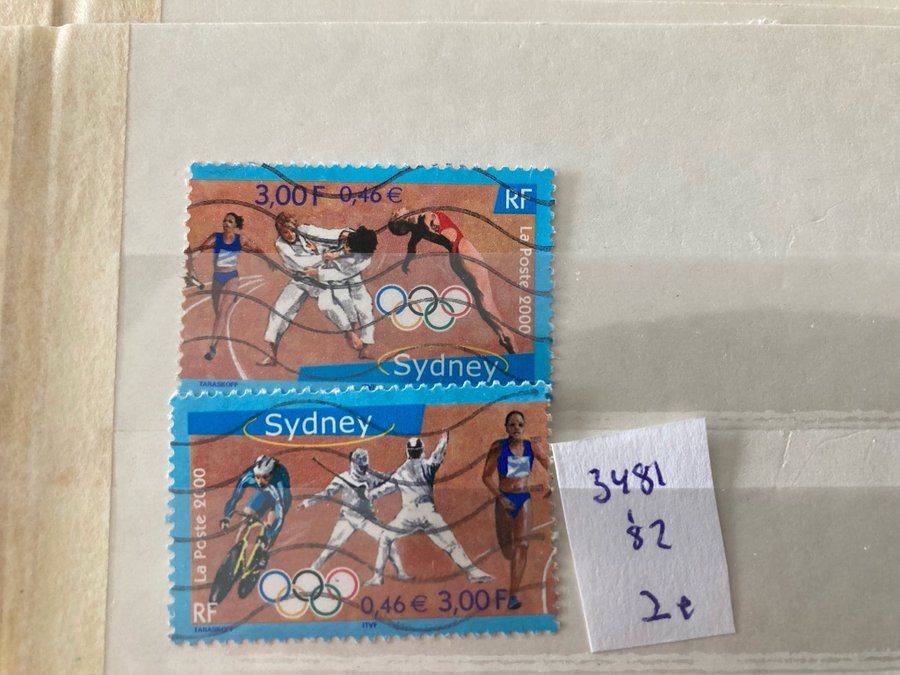 3,00 F 0,46 €
RF
La Poste 2000
Sydney
TARASKOFF
Sydney
La Poste 2000
0,46 € 3,00 F
RF
TARASKOFF
ITVF
3481
82
2e